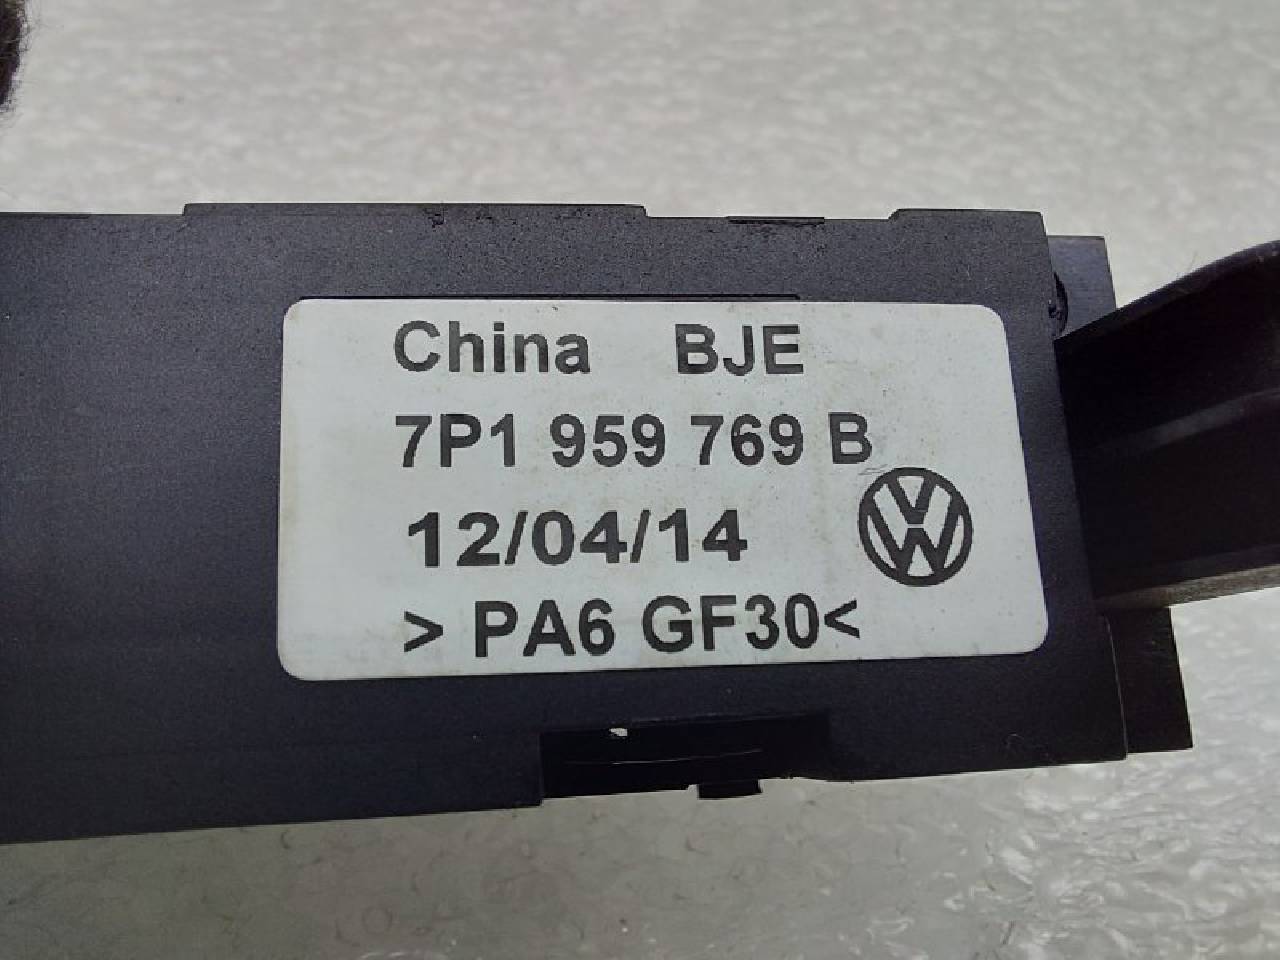 China BJE
7P1 959 769 B
12/04/14
>PA6 GF30<